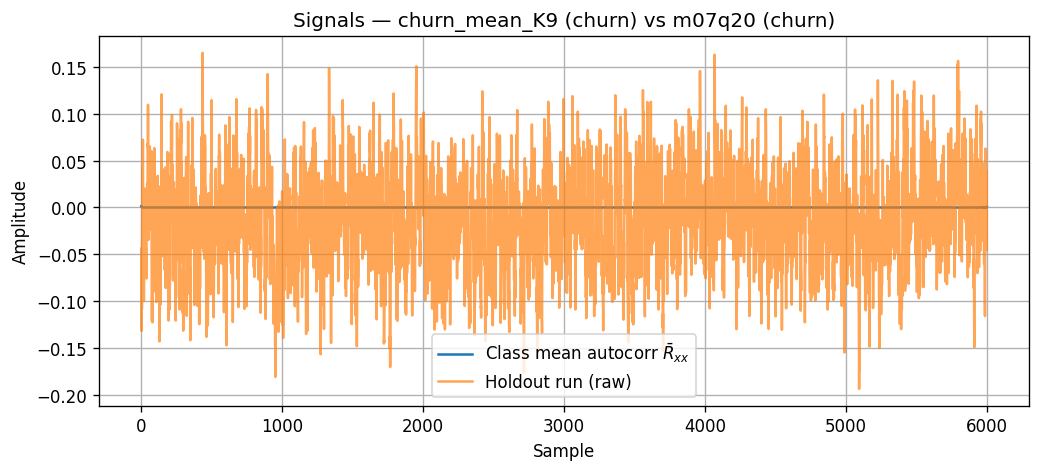 Signals — churn_mean_K9 (churn) vs m07q20 (churn)
Amplitude
0.15
0.10
0.05
0.00
−0.05
−0.10
−0.15
−0.20
Class mean autocorr R̄xx
Holdout run (raw)
0 1000 2000 3000 4000 5000 6000
Sample